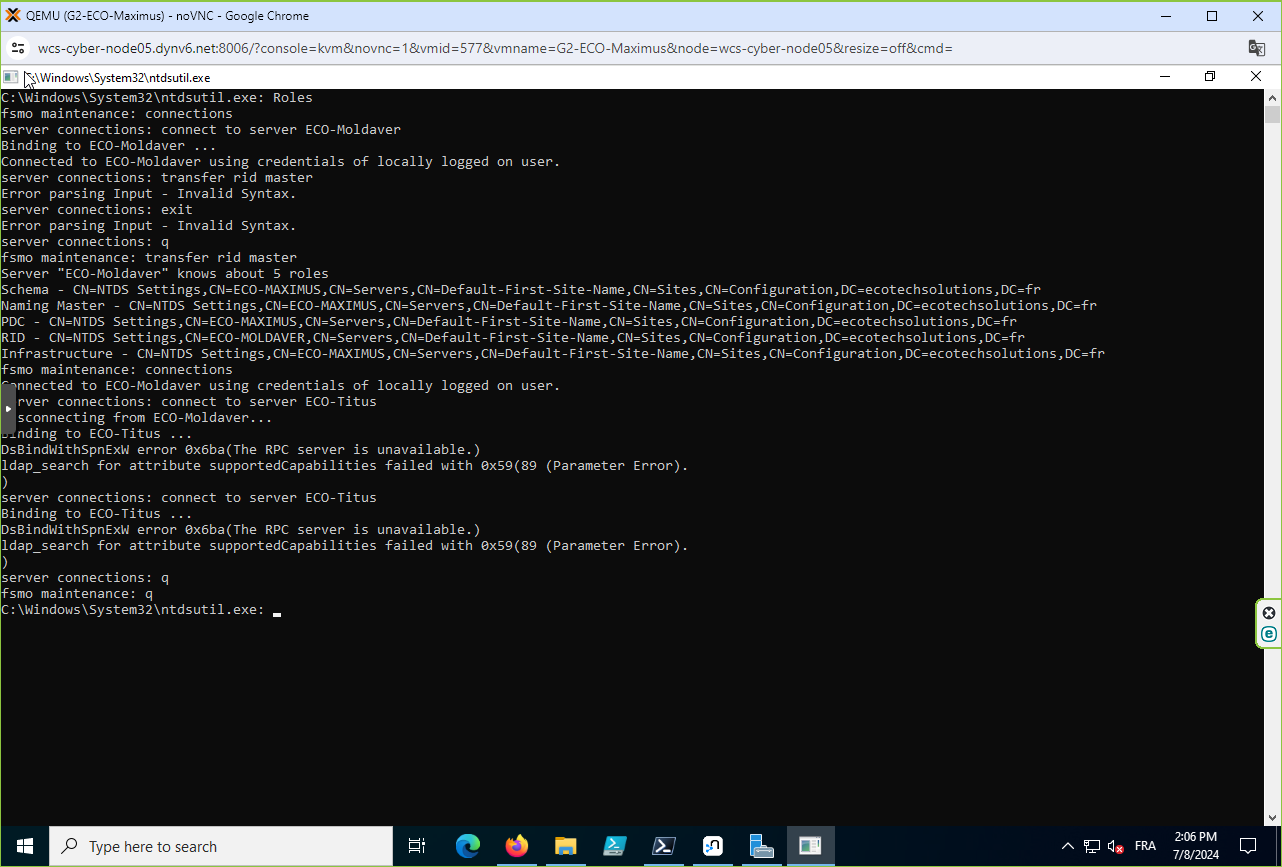 QEMU (G2-ECO-Maximus) - noVNC - Google Chrome
wcs-cyber-node05.dynv6.net:8006/?console=kvm&novnc=1&vmid=577&vmname=G2-ECO-Maximus&node=wcs-cyber-node05&resize=off&cmd=
:\Windows\System32\ntdsutil.exe
C:\Windows\System32\ntdsutil.exe: Roles
fsmo maintenance: connections
server connections: connect to server ECO-Moldaver
Binding to ECO-Moldaver ...
Connected to ECO-Moldaver using credentials of locally logged on user.
server connections: transfer rid master
Error parsing Input - Invalid Syntax.
server connections: exit
Error parsing Input - Invalid Syntax.
server connections: q
fsmo maintenance: transfer rid master
Server "ECO-Moldaver" knows about 5 roles
Schema - CN=NTDS Settings,CN=ECO-MAXIMUS,CN=Servers,CN=Default-First-Site-Name,CN=Sites,CN=Configuration,DC=ecotechsolutions,DC=fr
Naming Master - CN=NTDS Settings,CN=ECO-MAXIMUS,CN=Servers,CN=Default-First-Site-Name,CN=Sites,CN=Configuration,DC=ecotechsolutions,DC=fr
PDC - CN=NTDS Settings,CN=ECO-MAXIMUS,CN=Servers,CN=Default-First-Site-Name,CN=Sites,CN=Configuration,DC=ecotechsolutions,DC=fr
RID - CN=NTDS Settings,CN=ECO-MOLDAVER,CN=Servers,CN=Default-First-Site-Name,CN=Sites,CN=Configuration,DC=ecotechsolutions,DC=fr
Infrastructure - CN=NTDS Settings,CN=ECO-MAXIMUS,CN=Servers,CN=Default-First-Site-Name,CN=Sites,CN=Configuration,DC=ecotechsolutions,DC=fr
fsmo maintenance: connections
Connected to ECO-Moldaver using credentials of locally logged on user.
erver connections: connect to server ECO-Titus
sconnecting from ECO-Moldaver...
Binding to ECO-Titus ...
DsBindWithSpnExW error 0x6ba(The RPC server is unavailable.)
ldap_search for attribute supportedCapabilities failed with 0x59(89 (Parameter Error).
)
server connections: connect to server ECO-Titus
Binding to ECO-Titus ...
DsBindWithSpnExW error 0x6ba(The RPC server is unavailable.)
ldap_search for attribute supportedCapabilities failed with 0x59(89 (Parameter Error).
)
server connections: q
fsmo maintenance: q
C:\Windows\System32\ntdsutil.exe:
Type here to search
FRA
2:06 PM
7/8/2024